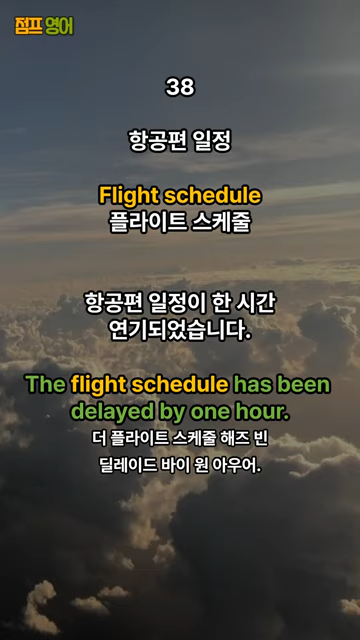 점프 영어
38
항공편 일정
Flight schedule
플라이트 스케줄
항공편 일정이 한 시간
연기되었습니다.
The flight schedule has been
delayed by one hour.
더 플라이트 스케줄 해즈 빈
딜레이드 바이 원 아우어.